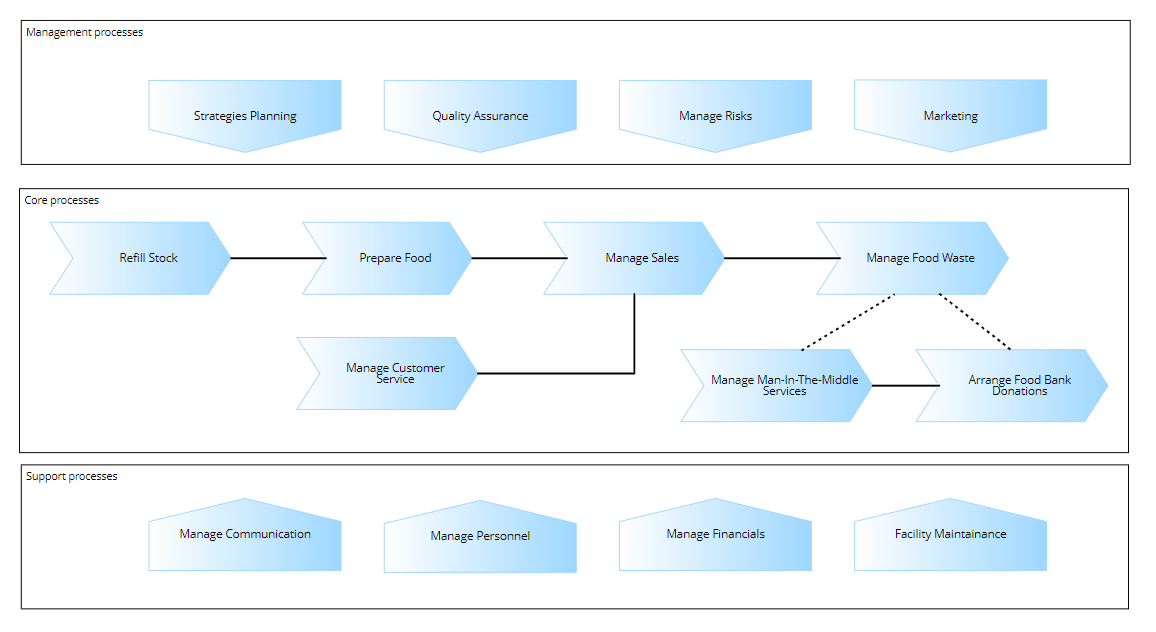 Management processes
Strategies Planning
Quality Assurance
Manage Risks
Marketing
Core processes
Refill Stock
Prepare Food
Manage Sales
Manage Food Waste
Manage Customer
Service
Manage Man-In-The-Middle
Services
Arrange Food Bank
Donations
Support processes
Manage Communication
Manage Personnel
Manage Financials
Facility Maintainance